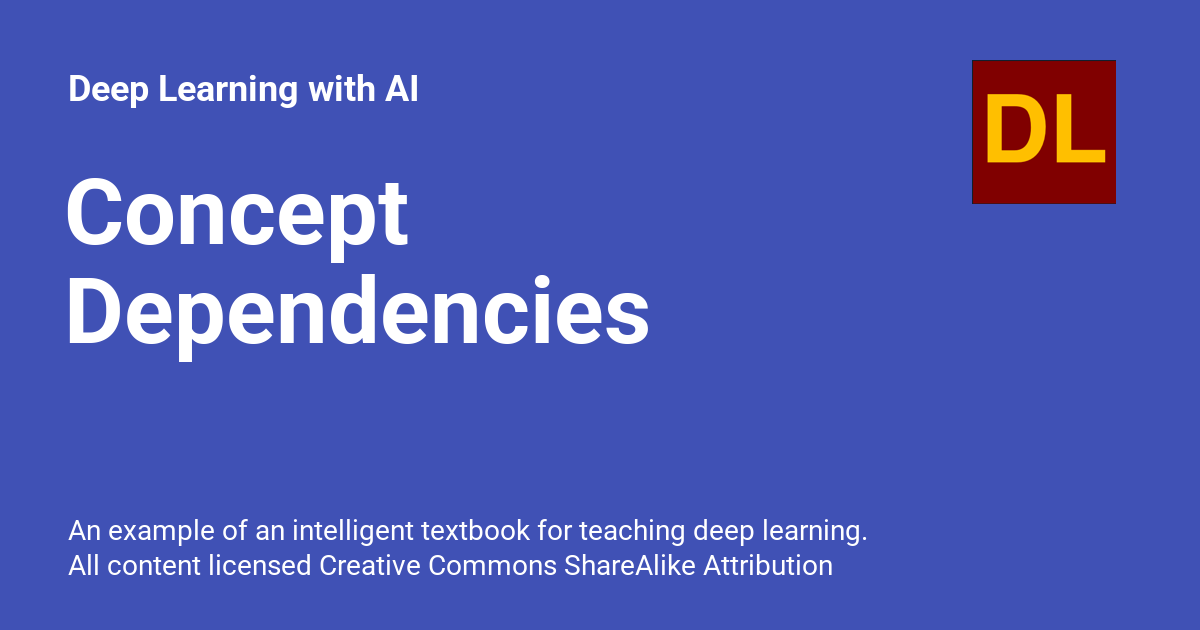 Deep Learning with AI
DL
Concept
Dependencies
An example of an intelligent textbook for teaching deep learning.
All content licensed Creative Commons ShareAlike Attribution